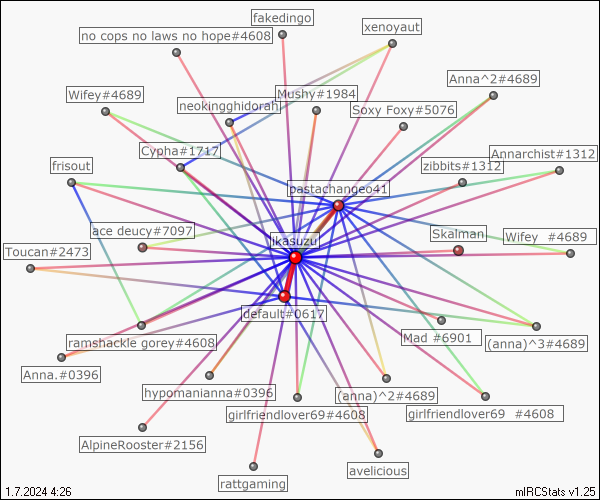 fakedingo
xenoyaut
no cops no laws no hope#4608
Anna^2#4689
Wifey#4689
Mushy#1984
neokingghidorah
Soxy Foxy#5076
Cypha#1717
Annarchist#1312
frisout
zibbits#1312
pastachangeo41
ace deucy#7097
Skalman
Wifey  #4689
jikasuzu
Toucan#2473
default#0617
ramshackle gorey#4608
Mad #6901
(anna)^3#4689
Anna.#0396
hypomanianna#0396
(anna)^2#4689
girlfriendlover69#4608
girlfriendlover69  #4608
AlpineRooster#2156
avelicious
rattgaming
1.7.2024 4:26
mIRCStats v1.25